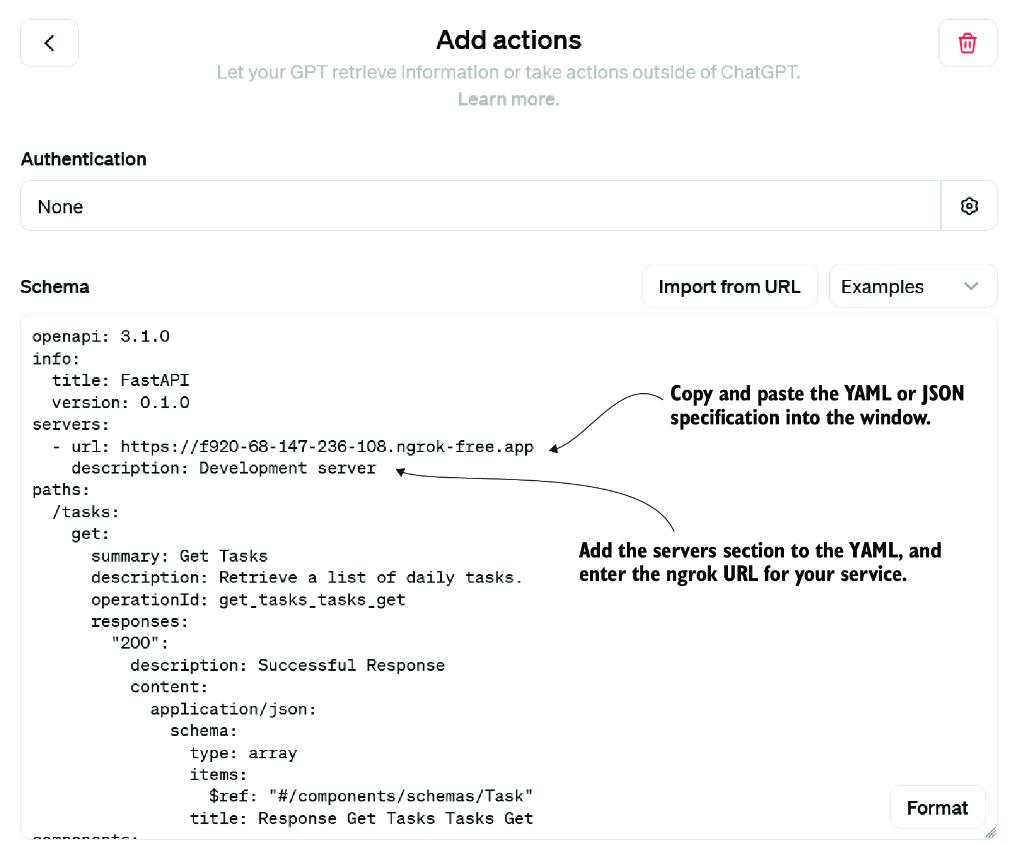 Add actions
Let your GPT retrieve information or take actions outside of ChatGPT.
Learn more.
Authentication
None
Schema
Import from URL
Examples
openapi: 3.1.0
info:
  title: FastAPI
  version: 0.1.0
servers:
  - url: https://f920-68-147-236-108.ngrok-free.app
    description: Development server
paths:
  /tasks:
    get:
      summary: Get Tasks
      description: Retrieve a list of daily tasks.
      operationId: get_tasks_tasks_get
      responses:
        "200":
          description: Successful Response
          content:
            application/json:
              schema:
                type: array
                items:
                  $ref: "#/components/schemas/Task"
                title: Response Get Tasks Tasks Get
components:
Copy and paste the YAML or JSON
specification into the window.
Add the servers section to the YAML, and
enter the ngrok URL for your service.
Format